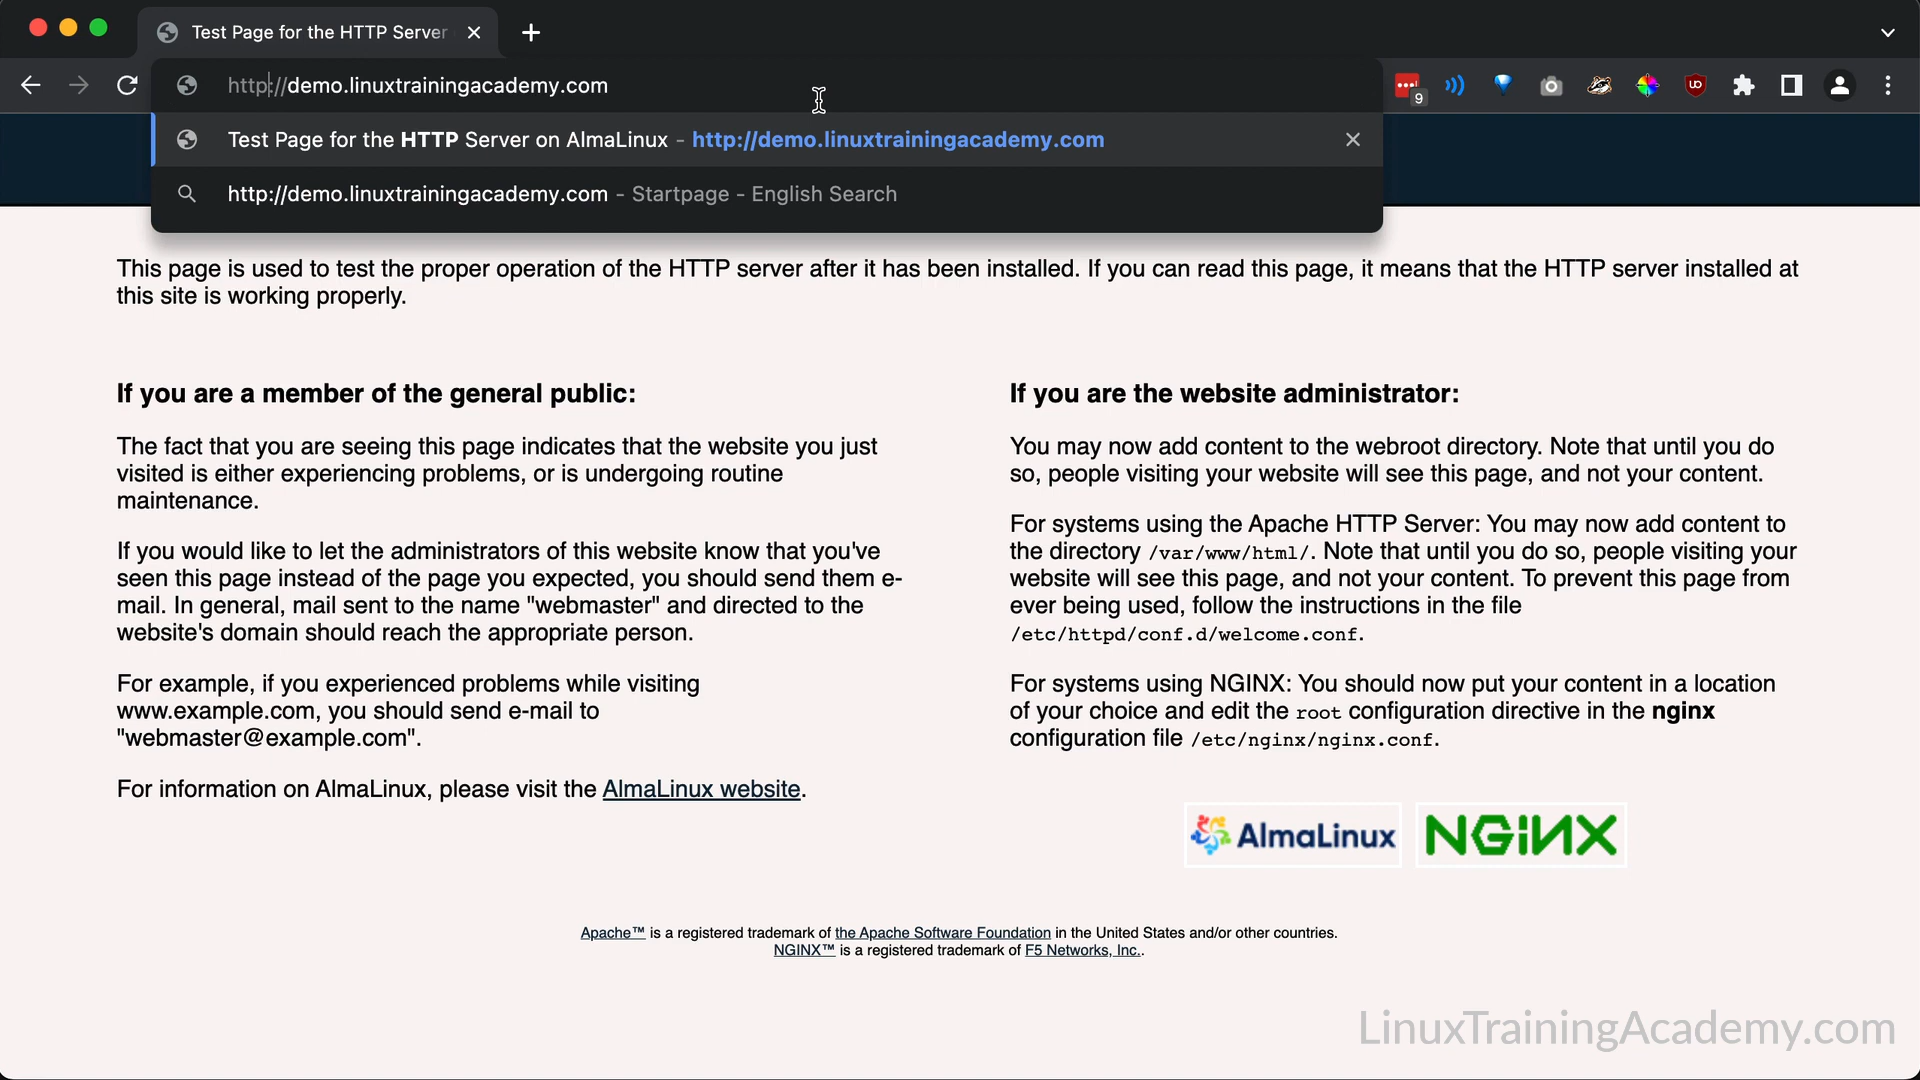 Test Page for the HTTP Server
http://demo.linuxtrainingacademy.com
9
Test Page for the HTTP Server on AlmaLinux - http://demo.linuxtrainingacademy.com
http://demo.linuxtrainingacademy.com - Startpage - English Search
This page is used to test the proper operation of the HTTP server after it has been installed. If you can read this page, it means that the HTTP server installed at
this site is working properly.
If you are a member of the general public:
The fact that you are seeing this page indicates that the website you just
visited is either experiencing problems, or is undergoing routine
maintenance.
If you would like to let the administrators of this website know that you've
seen this page instead of the page you expected, you should send them e-
mail. In general, mail sent to the name "webmaster" and directed to the
website's domain should reach the appropriate person.
For example, if you experienced problems while visiting
www.example.com, you should send e-mail to
"webmaster@example.com".
For information on AlmaLinux, please visit the AlmaLinux website.
If you are the website administrator:
You may now add content to the webroot directory. Note that until you do
so, people visiting your website will see this page, and not your content.
For systems using the Apache HTTP Server: You may now add content to
the directory /var/www/html/. Note that until you do so, people visiting your
website will see this page, and not your content. To prevent this page from
ever being used, follow the instructions in the file
/etc/httpd/conf.d/welcome.conf.
For systems using NGINX: You should now put your content in a location
of your choice and edit the root configuration directive in the nginx
configuration file /etc/nginx/nginx.conf.
AlmaLinux
NGINX
Apache™ is a registered trademark of the Apache Software Foundation in the United States and/or other countries.
NGINX™ is a registered trademark of F5 Networks, Inc..
LinuxTrainingAcademy.com